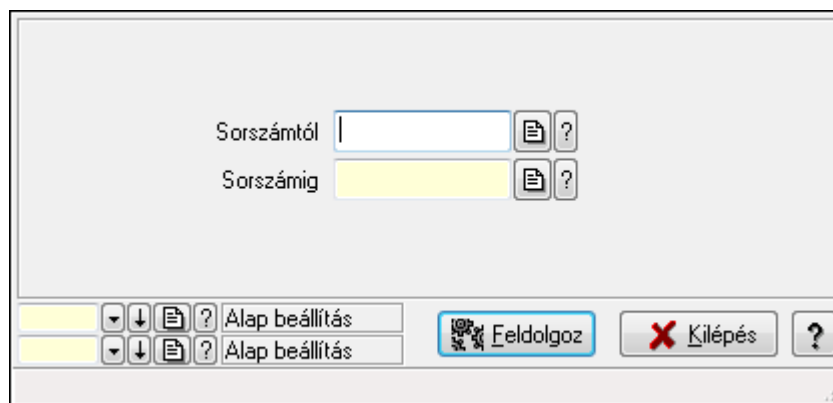 Sorszámtól ?
Sorszámig ?
? Alap beállítás
? Alap beállítás
Feldolgoz
Kilépés
?